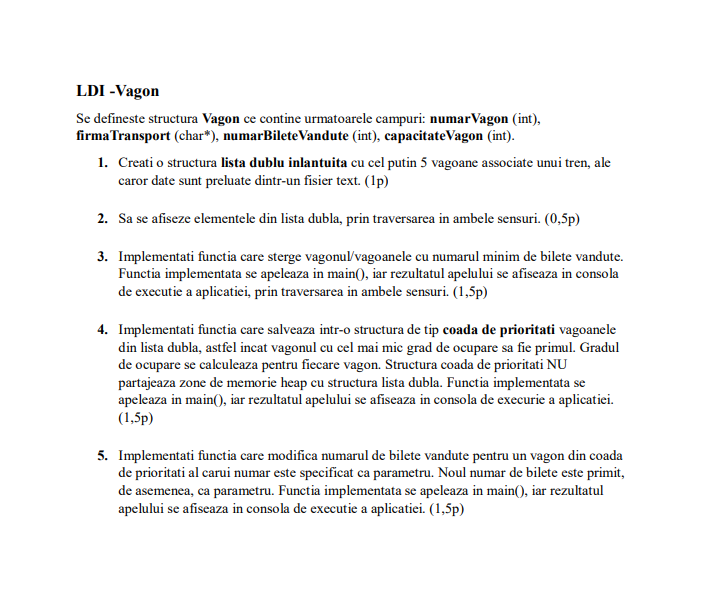 LDI -Vagon
Se defineste structura Vagon ce contine urmatoarele campuri: numarVagon (int),
firmaTransport (char*), numarBileteVandute (int), capacitateVagon (int).
1. Creati o structura lista dublu inlantuita cu cel putin 5 vagoane associate unui tren, ale
caror date sunt preluate dintr-un fisier text. (1p)
2. Sa se afiseze elementele din lista dubla, prin traversarea in ambele sensuri. (0,5p)
3. Implementati functia care sterge vagonul/vagoanele cu numarul minim de bilete vandute.
Functia implementata se apeleaza in main(), iar rezultatul apelului se afiseaza in consola
de executie a aplicatiei, prin traversarea in ambele sensuri. (1,5p)
4. Implementati functia care salveaza intr-o structura de tip coada de prioritati vagoanele
din lista dubla, astfel incat vagonul cu cel mai mic grad de ocupare sa fie primul. Gradul
de ocupare se calculeaza pentru fiecare vagon. Structura coada de prioritati NU
partajeaza zone de memorie heap cu structura lista dubla. Functia implementata se
apeleaza in main(), iar rezultatul apelului se afiseaza in consola de execurie a aplicatiei.
(1,5p)
5. Implementati functia care modifica numarul de bilete vandute pentru un vagon din coada
de prioritati al carui numar este specificat ca parametru. Noul numar de bilete este primit,
de asemenea, ca parametru. Functia implementata se apeleaza in main(), iar rezultatul
apelului se afiseaza in consola de executie a aplicatiei. (1,5p)